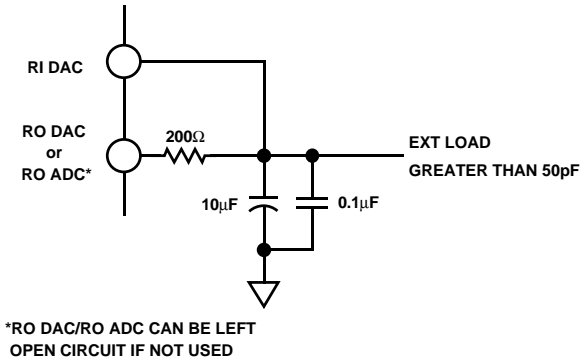 RI DAC
RO DAC
or
RO ADC*
200Ω
EXT LOAD
GREATER THAN 50pF
10μF
0.1μF
*RO DAC/RO ADC CAN BE LEFT
OPEN CIRCUIT IF NOT USED